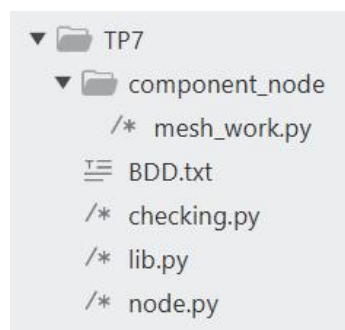 TP7
component_node
/* mesh_work.py
BDD.txt
/* checking.py
/* lib.py
/* node.py